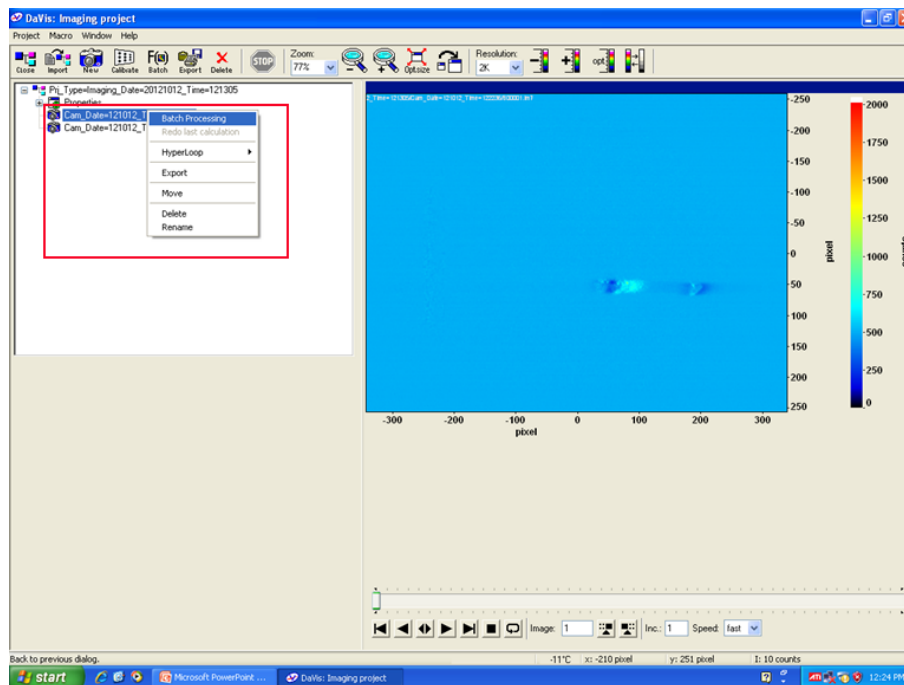 DaVis: Imaging project
Project Macro Window Help
Close Import New Calibrate Batch Export Delete
F(n)
STOP
Zoom:
77%
Optsize
Resolution:
2K
opt
Prj_Type=Imaging_Date=20121012_Time=121305
Properties
Cam_Date=121012_T
Cam_Date=121012_T
Batch Processing
Redo last calculation
HyperLoop
Export
Move
Delete
Rename
-250
-200
-150
-100
-50
0
50
100
150
200
250
pixel
-300 -200 -100 0 100 200 300
pixel
2000
1750
1500
1250
1000
750
500
250
0
counts
Image: 1 Inc.: 1 Speed: fast
Back to previous dialog. -11°C x: -210 pixel y: 251 pixel I: 10 counts
start Microsoft PowerPoint ... DaVis: Imaging project 12:24 PM